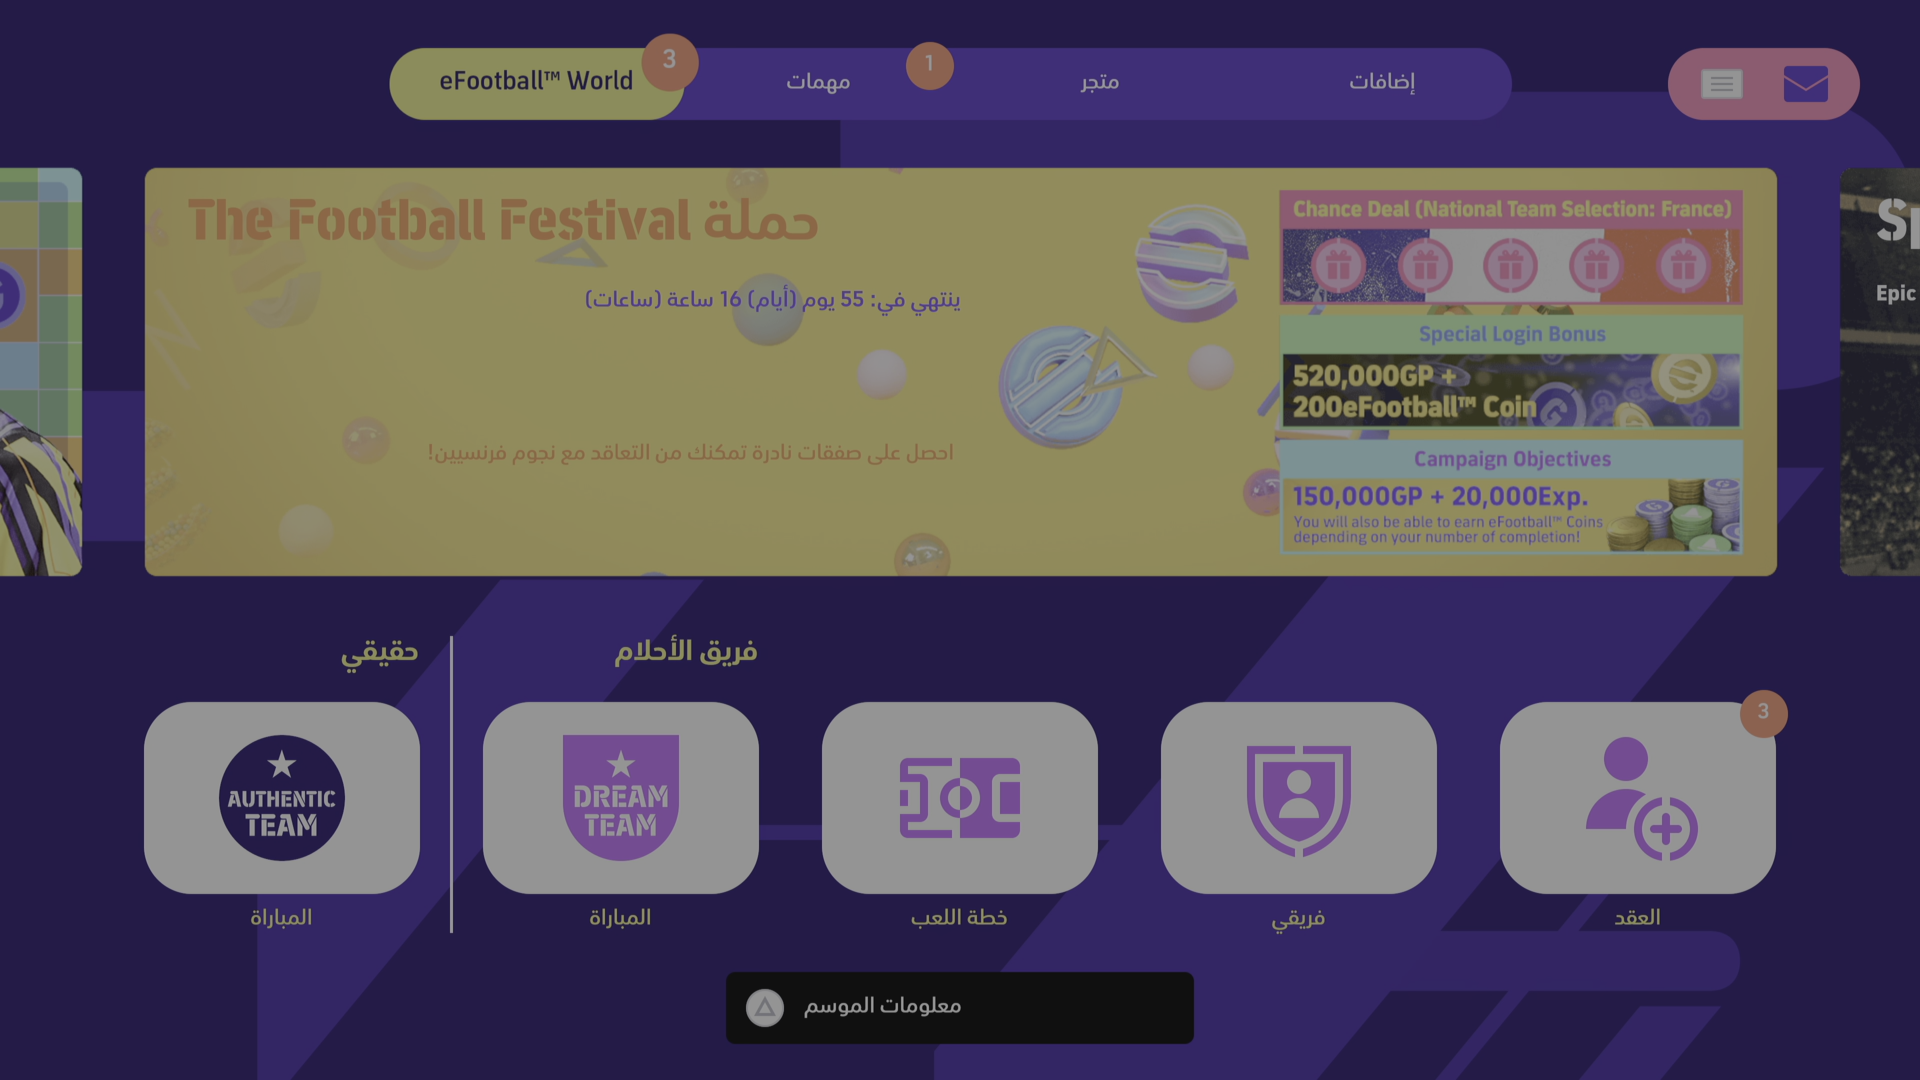 eFootball™ World
3
مهمات
1
متجر
إضافات
حملة The Football Festival
ينتهي في: 55 يوم (أيام) 16 ساعة (ساعات)
احصل على صفقات نادرة تمكنك من التعاقد مع نجوم فرنسيين!
Chance Deal (National Team Selection: France)
Special Login Bonus
520,000GP +
200eFootball™ Coin
Campaign Objectives
150,000GP + 20,000Exp.
You will also be able to earn eFootball™ Coins
depending on your number of completion!
Epic
حقيقي
فريق الأحلام
AUTHENTIC
TEAM
المباراة
DREAM
TEAM
المباراة
خطة اللعب
فريقي
3
العقد
معلومات الموسم